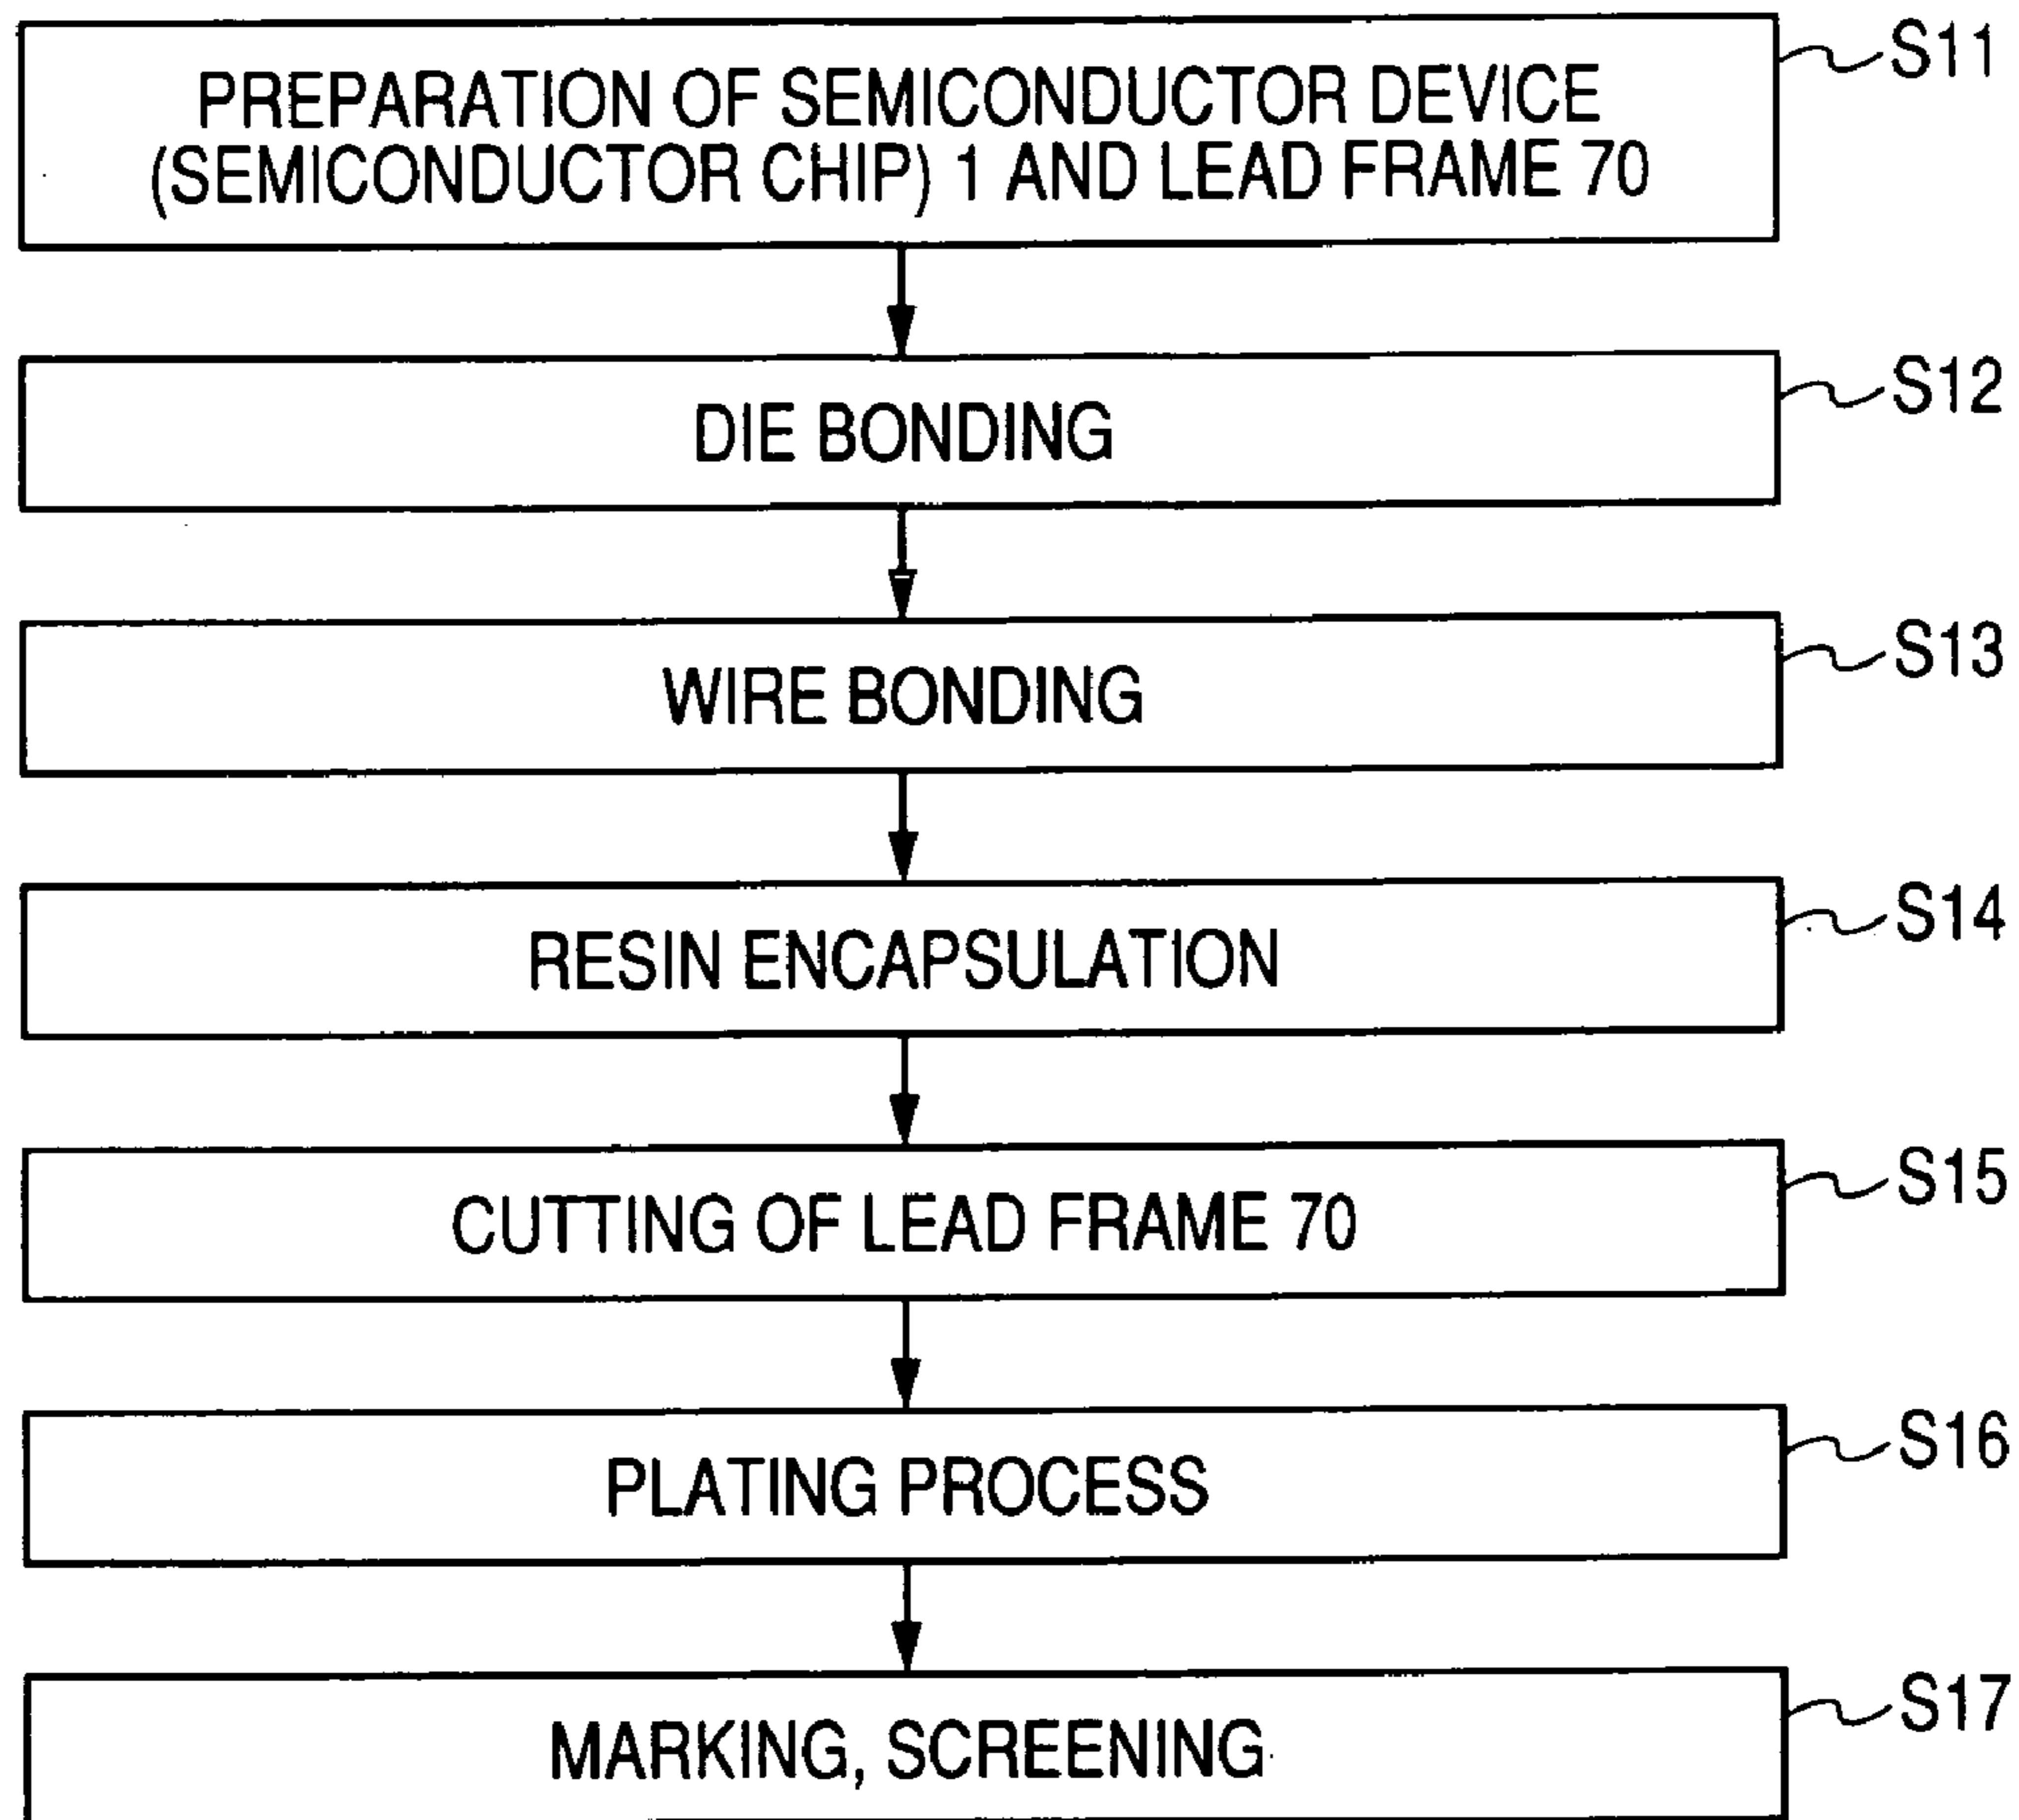 PREPARATION OF SEMICONDUCTOR DEVICE
(SEMICONDUCTOR CHIP) 1 AND LEAD FRAME 70
S11
DIE BONDING
S12
WIRE BONDING
S13
RESIN ENCAPSULATION
S14
CUTTING OF LEAD FRAME 70
S15
PLATING PROCESS
S16
MARKING, SCREENING
S17